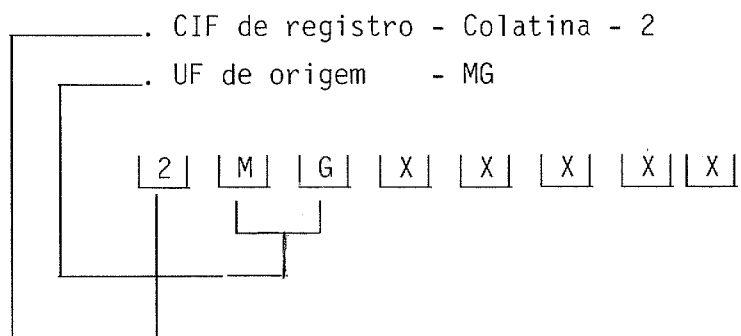 . CIF de registro - Colatina - 2
. UF de origem - MG
2 M G X X X X X